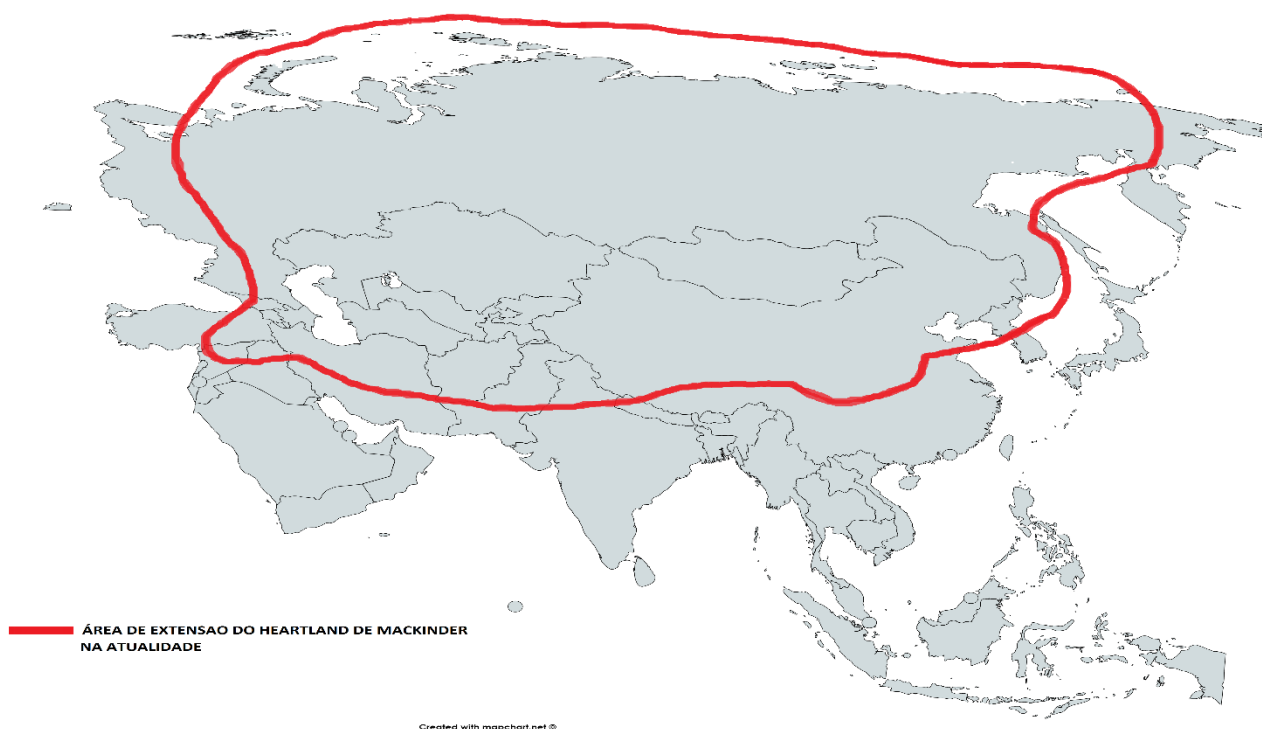 ÁREA DE EXTENSAO DO HEARTLAND DE MACKINDER
NA ATUALIDADE
Created with mapchart.net ©